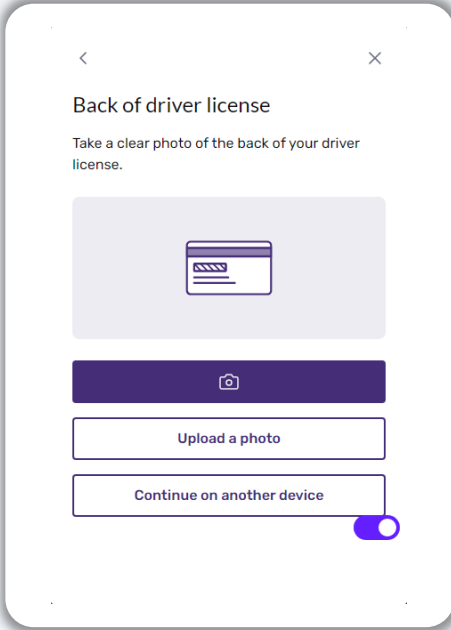 Back of driver license
Take a clear photo of the back of your driver
license.
Upload a photo
Continue on another device